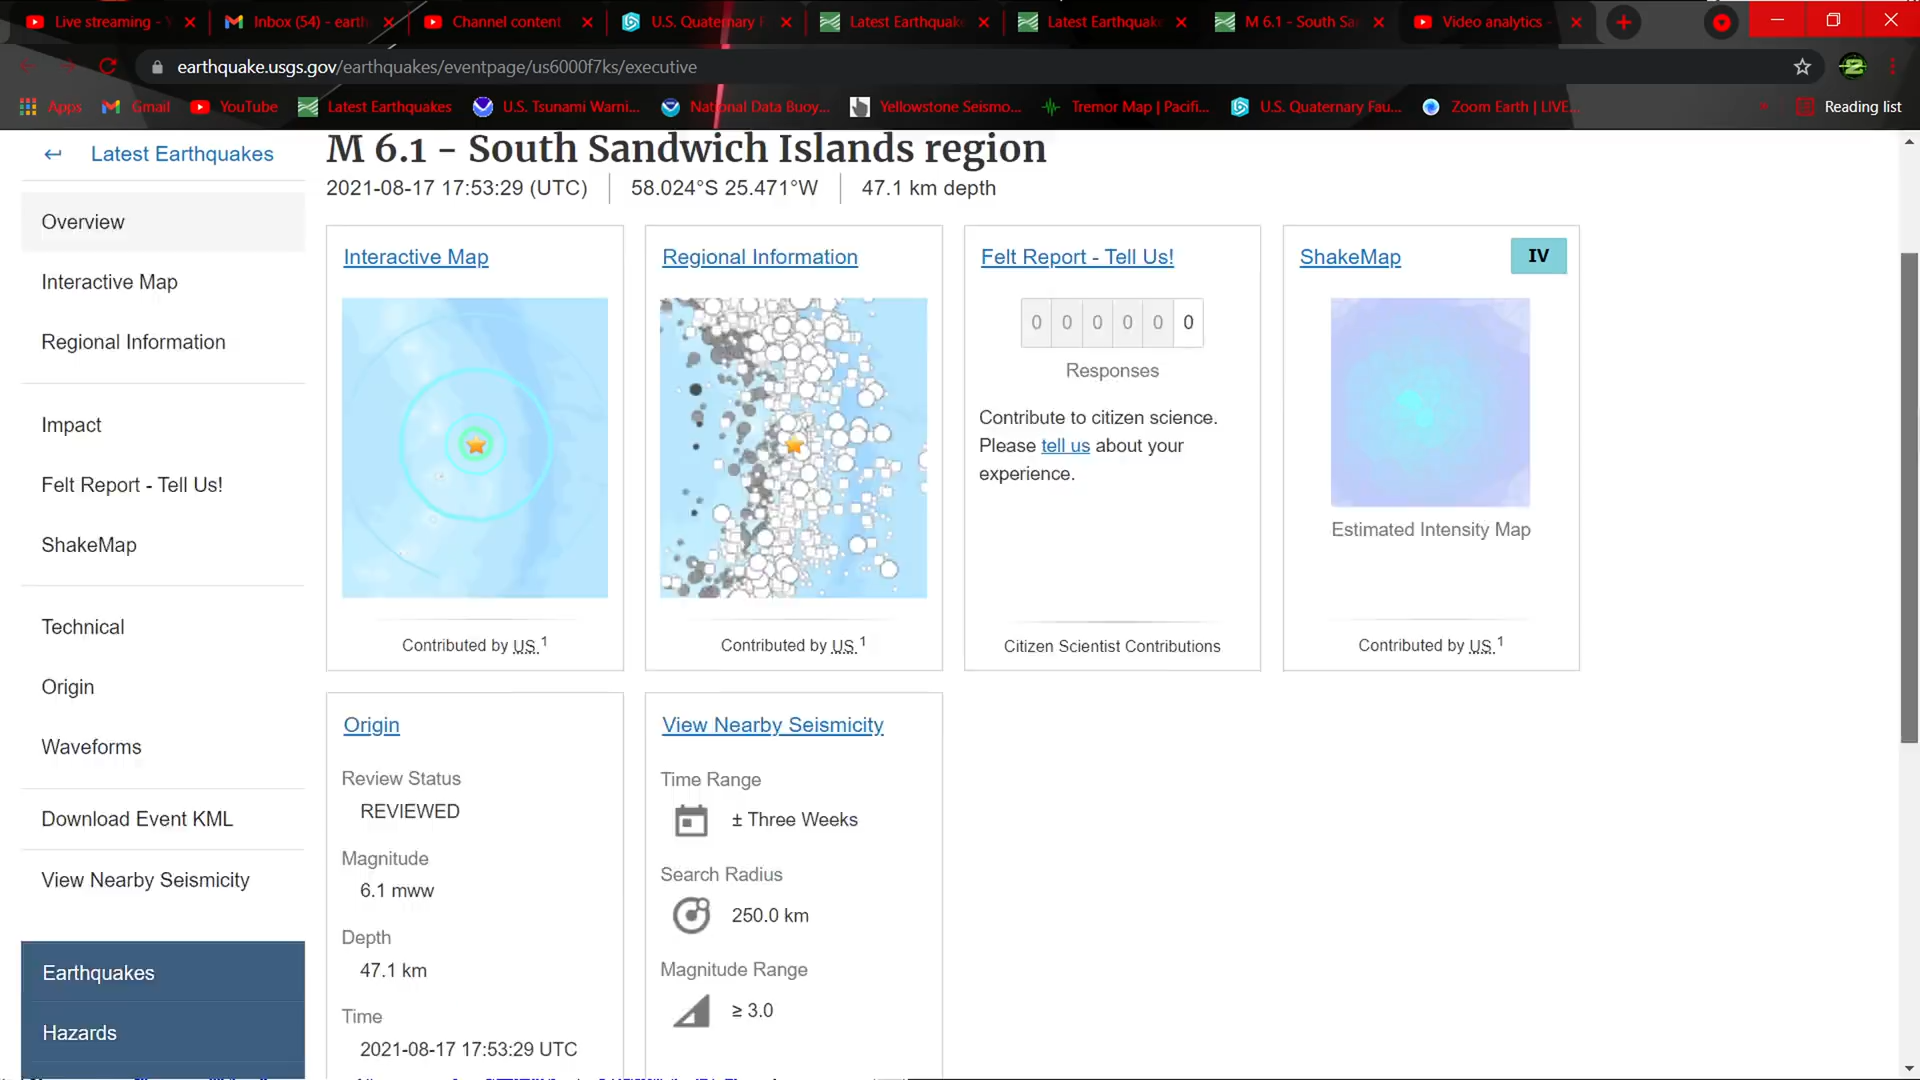 Live streaming - Y
Inbox (54) - earth
Channel content
U.S. Quaternary F
Latest Earthquake
Latest Earthquake
M 6.1 - South Sa
Video analytics -
earthquake.usgs.gov/earthquakes/eventpage/us6000f7ks/executive
Apps
Gmail
YouTube
Latest Earthquakes
U.S. Tsunami Warni...
National Data Buoy...
Yellowstone Seismo...
Tremor Map | Pacifi...
U.S. Quaternary Fau...
Zoom Earth | LIVE...
Reading list
Latest Earthquakes
Overview
Interactive Map
Regional Information
Impact
Felt Report - Tell Us!
ShakeMap
Technical
Origin
Waveforms
Download Event KML
View Nearby Seismicity
Earthquakes
Hazards
M 6.1 - South Sandwich Islands region
2021-08-17 17:53:29 (UTC)
58.024°S 25.471°W
47.1 km depth
Interactive Map
Contributed by US 1
Regional Information
Contributed by US 1
Felt Report - Tell Us!
0 0 0 0 0 0
Responses
Contribute to citizen science.
Please tell us about your
experience.
Citizen Scientist Contributions
ShakeMap
IV
Estimated Intensity Map
Contributed by US 1
Origin
Review Status
REVIEWED
Magnitude
6.1 mww
Depth
47.1 km
Time
2021-08-17 17:53:29 UTC
View Nearby Seismicity
Time Range
± Three Weeks
Search Radius
250.0 km
Magnitude Range
≥ 3.0